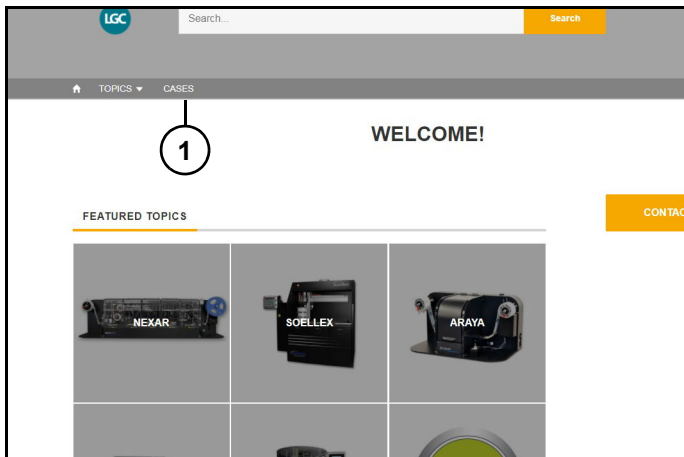 LGC
Search...
Search
TOPICS
CASES
1
WELCOME!
FEATURED TOPICS
CONTAC
NEXAR
SOELLEX
ARAYA